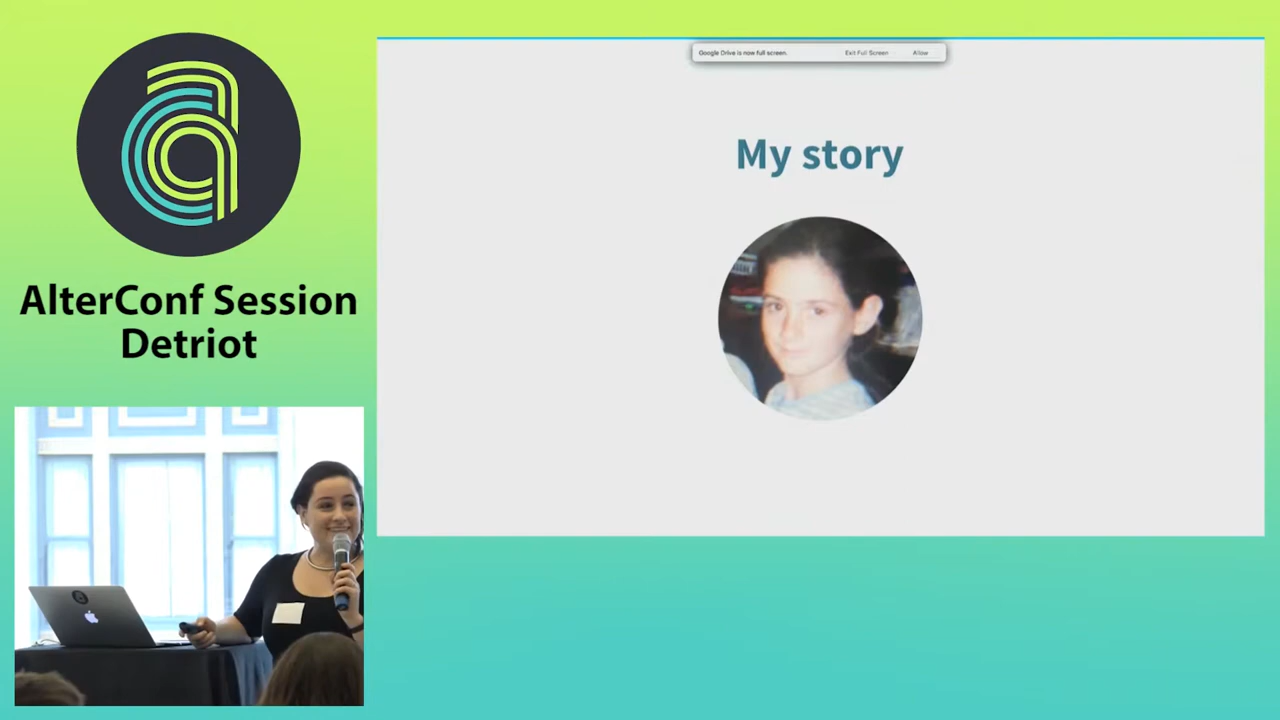 AlterConf Session
Detriot
Google Drive is now full screen. Exit Full Screen Allow
My story